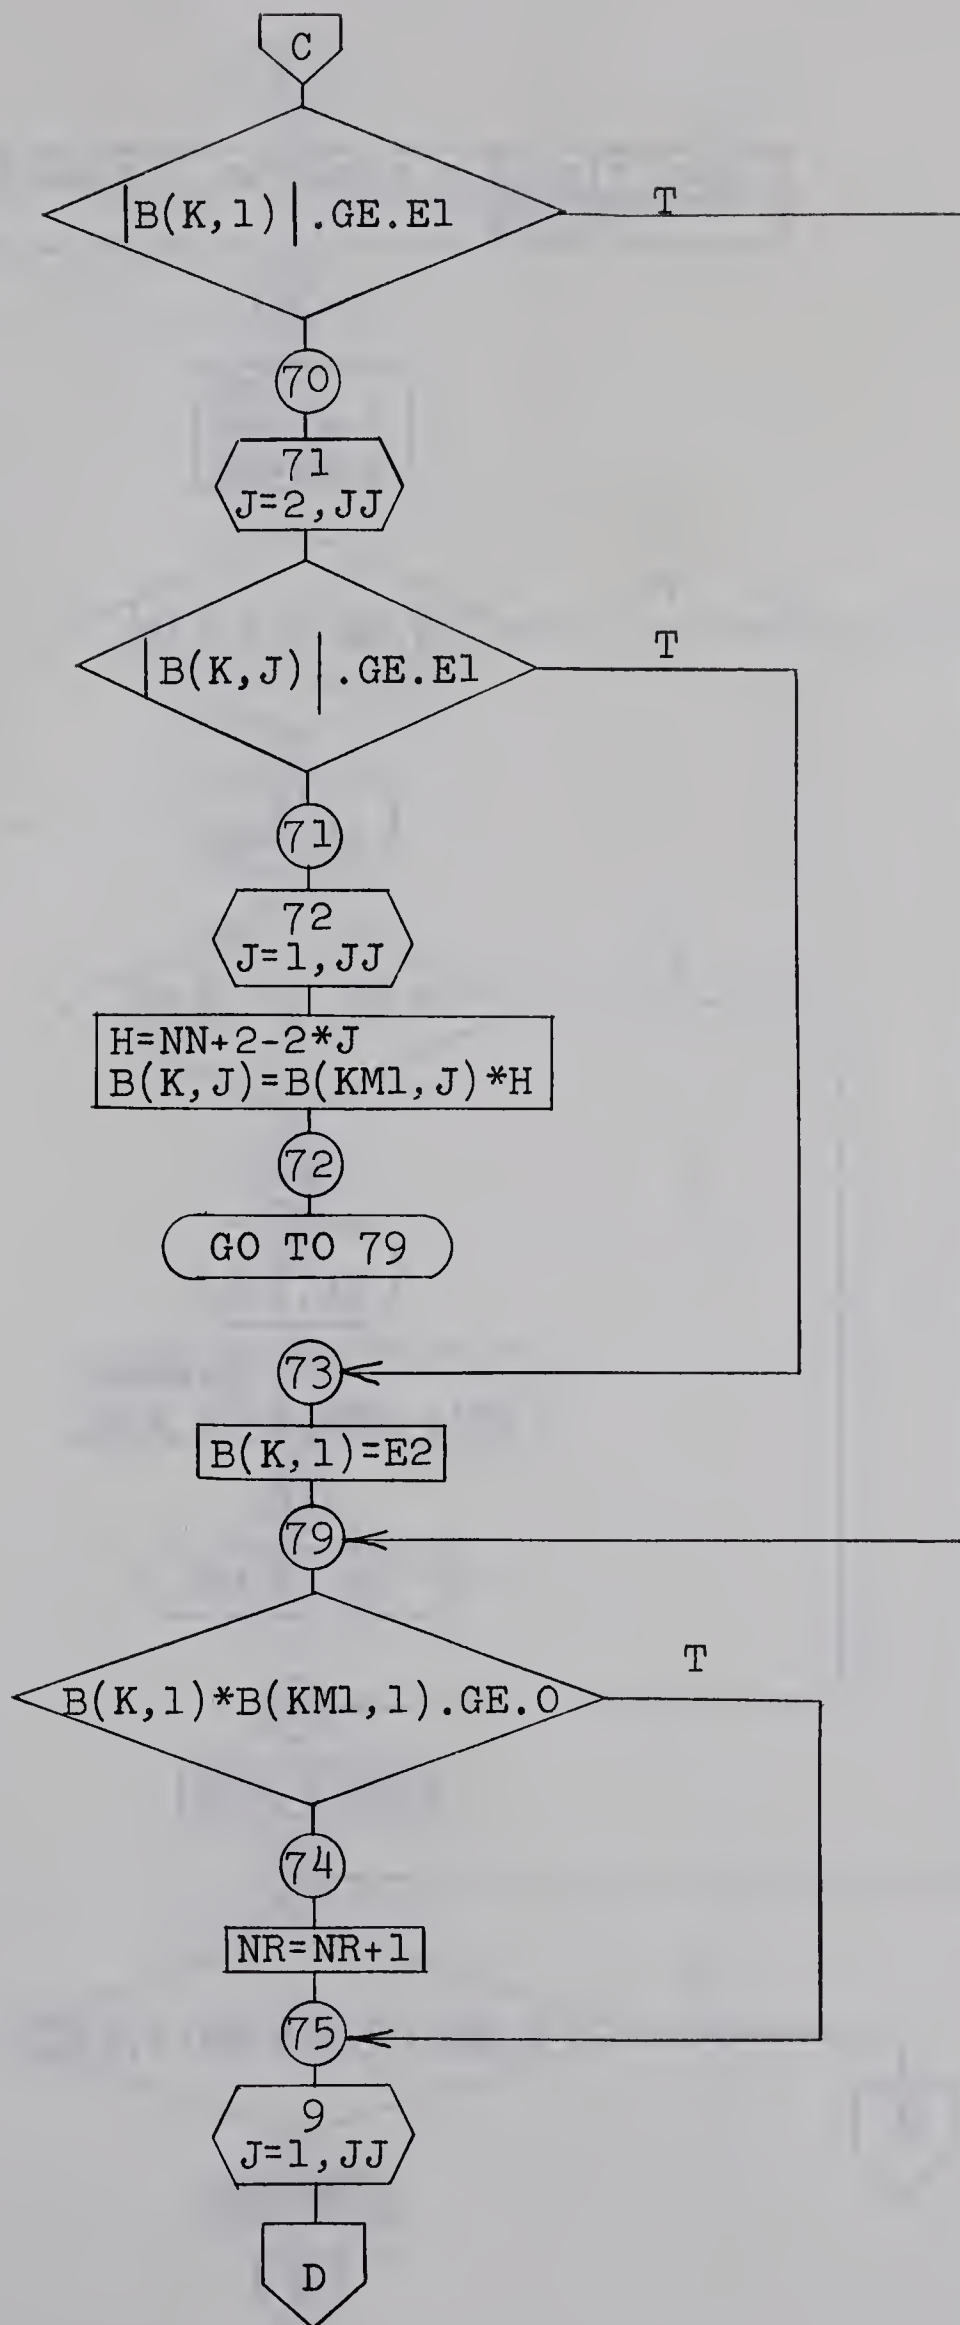 C
|B(K,1)|.GE.E1
T
70
71
J=2,JJ
|B(K,J)|.GE.E1
T
71
72
J=1,JJ
H=NN+2-2*J
B(K,J)=B(KM1,J)*H
72
GO TO 79
73
B(K,1)=E2
79
B(K,1)*B(KM1,1).GE.0
T
74
NR=NR+1
75
9
J=1,JJ
D